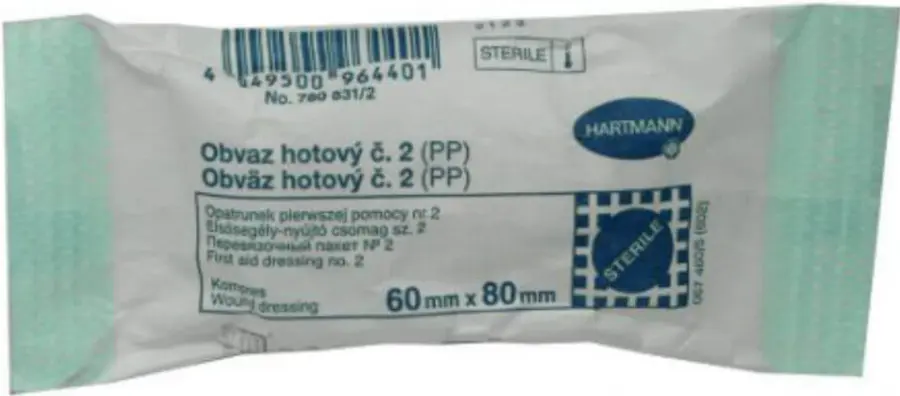 STERILE
4 449500 964401
No. 760 831/2
HARTMANN
Obvaz hotový č. 2 (PP)
Obväz hotový č. 2 (PP)
Opatrunek pierwszej pomocy nr 2
Elsősegély-nyújtó csomag sz. 2
Перевязочный пакет № 2
First aid dressing no. 2
Kompres
Wound dressing
60 mm x 80 mm
STERILE